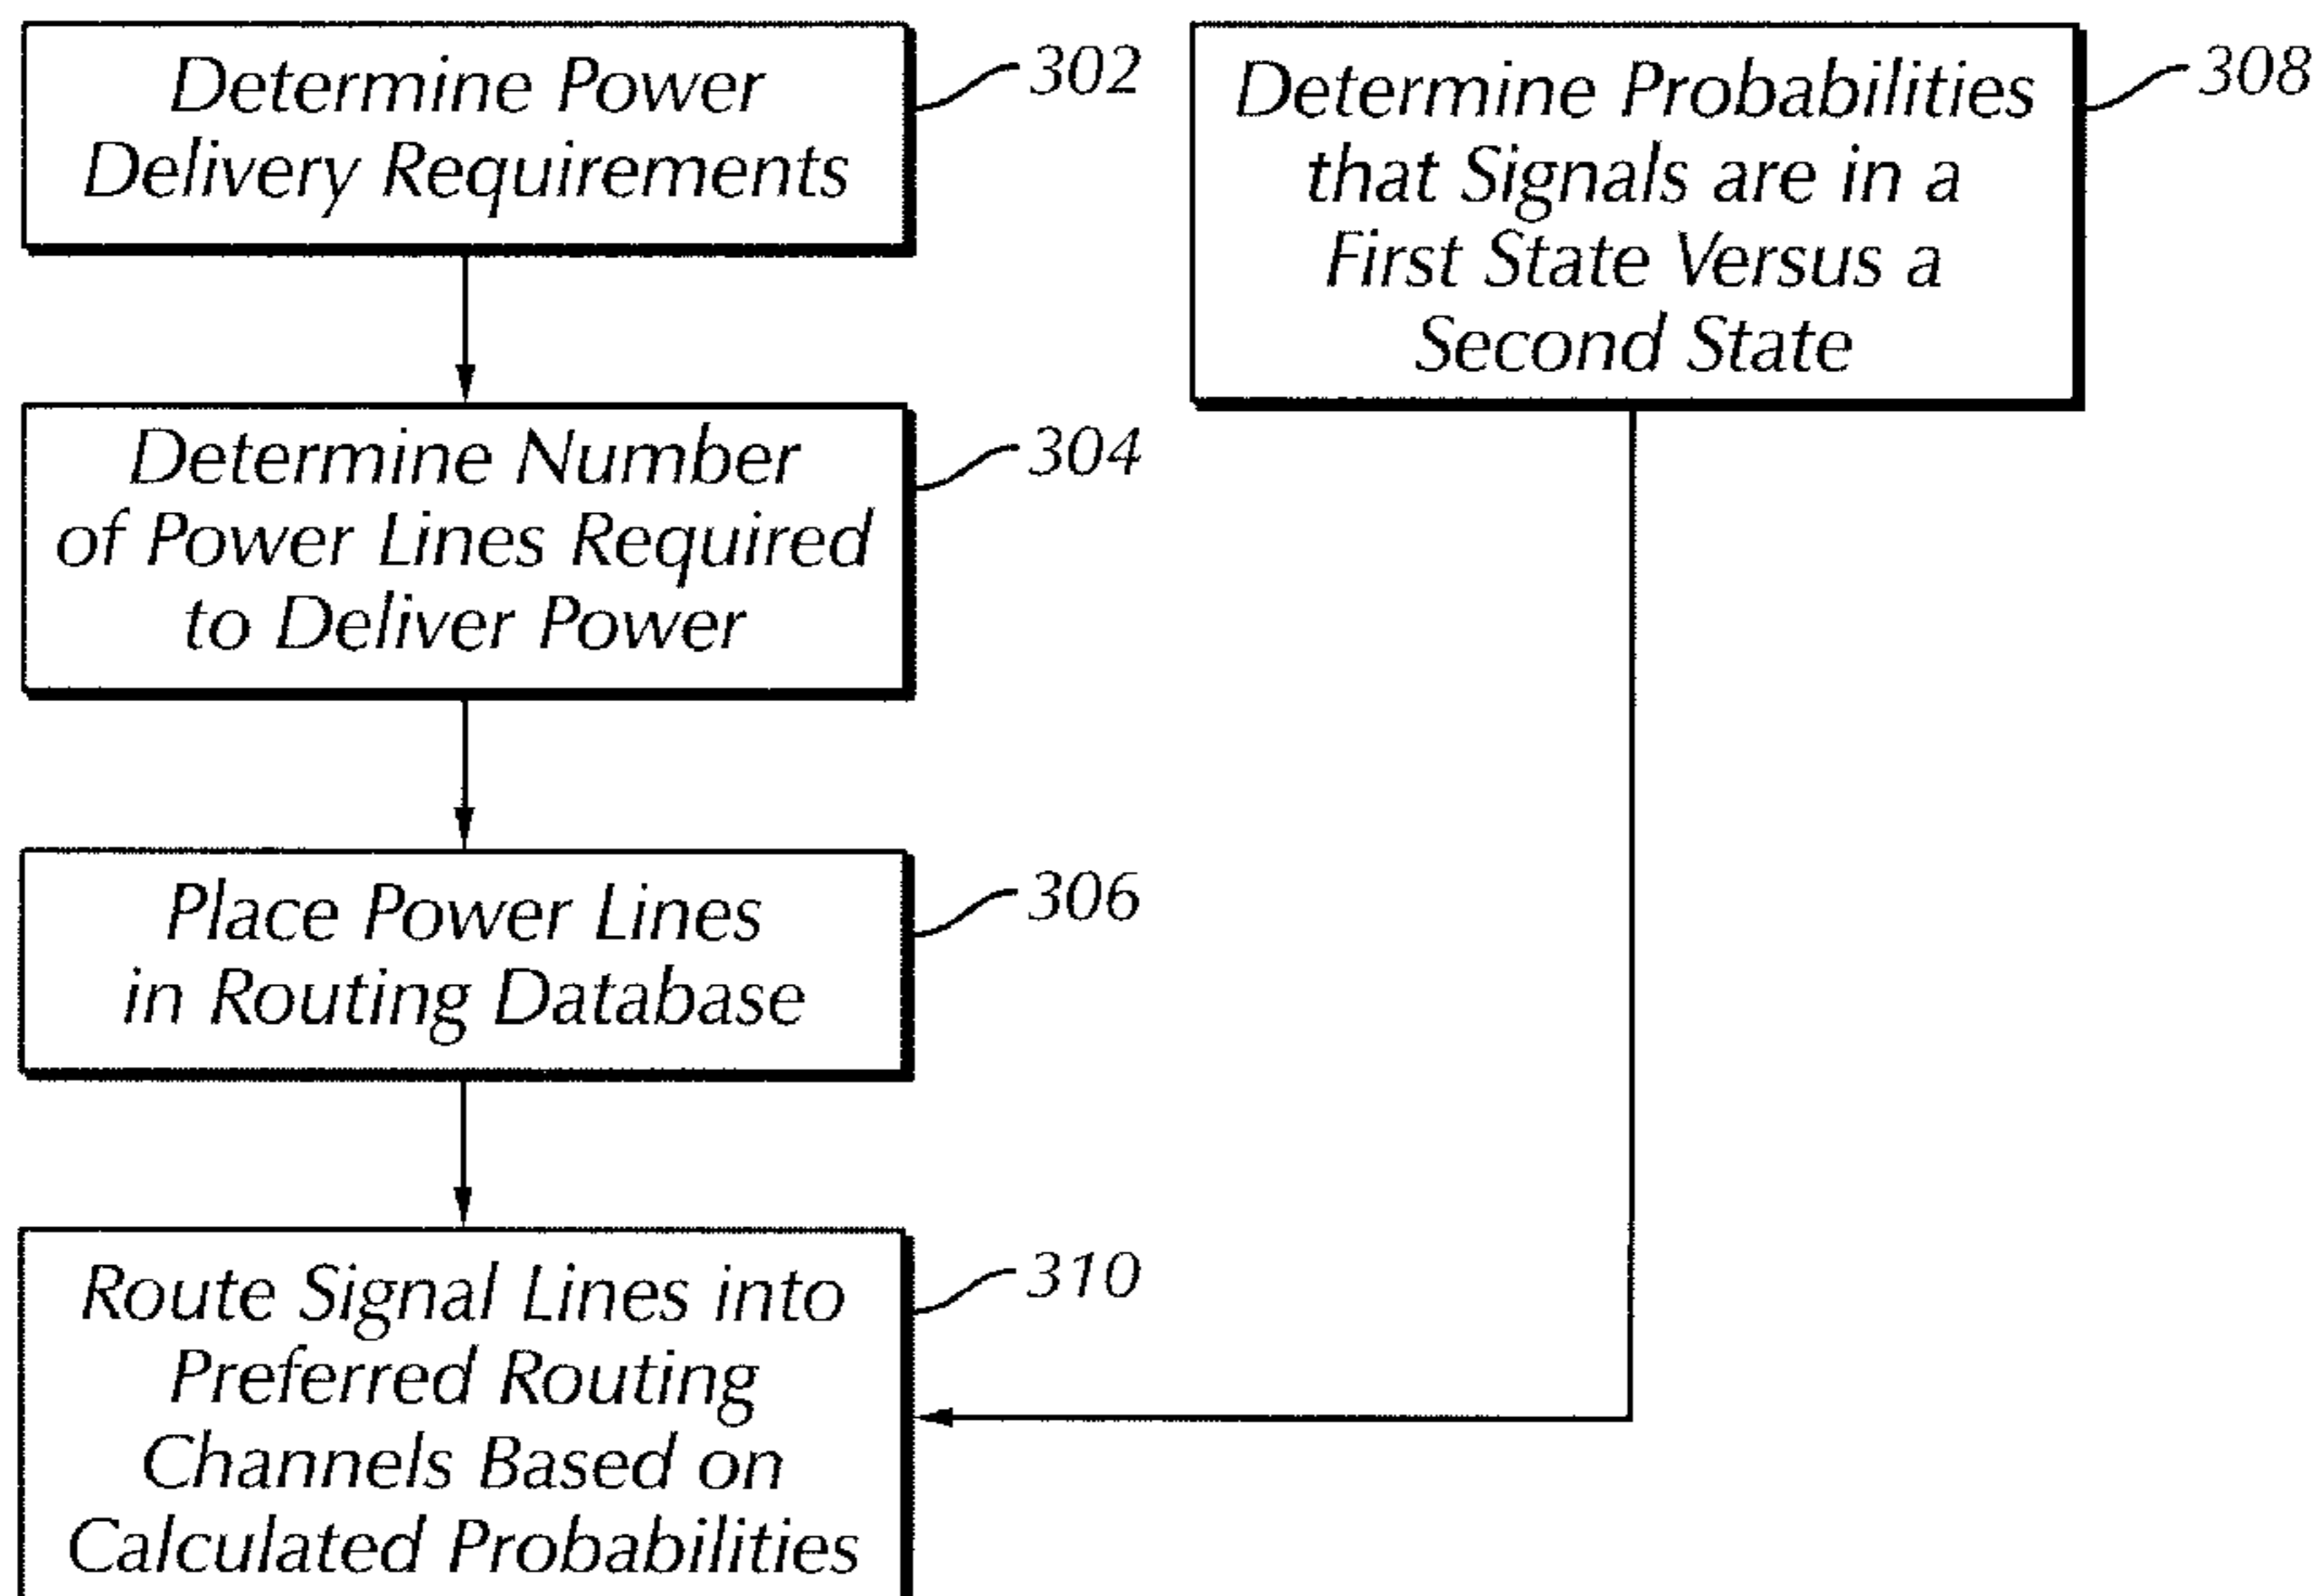 Determine Power
Delivery Requirements
302
Determine Probabilities
that Signals are in a
First State Versus a
Second State
308
Determine Number
of Power Lines Required
to Deliver Power
304
Place Power Lines
in Routing Database
306
Route Signal Lines into
Preferred Routing
Channels Based on
Calculated Probabilities
310